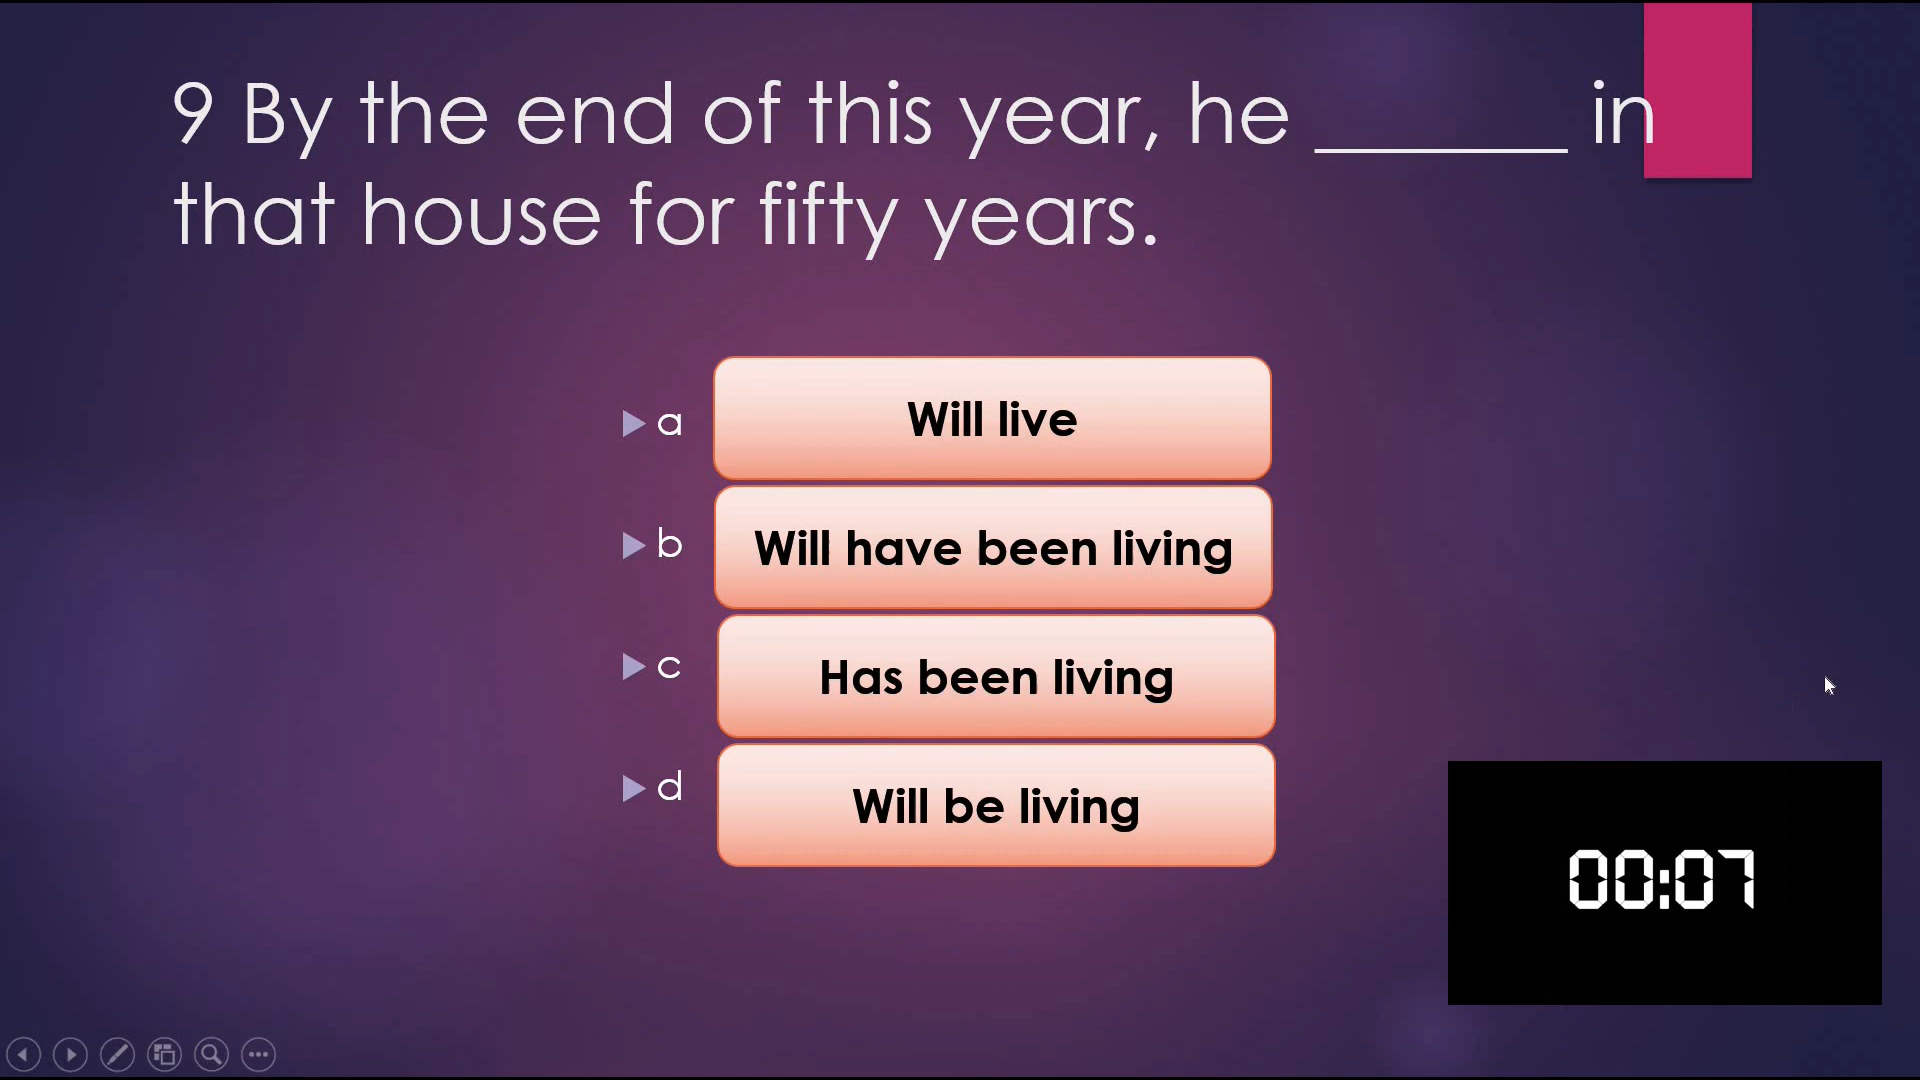 9 By the end of this year, he _______ in
that house for fifty years.
a Will live
b Will have been living
c Has been living
d Will be living
00:07